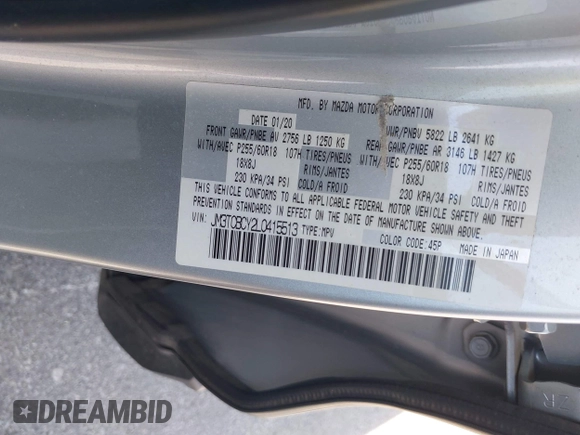 MFD. BY MAZDA MOTOR CORPORATION
DATE 01/20 VWR/PNBV 5822 LB 2641 KG
FRONT GAWR/PNBE AV 2756 LB 1250 KG REAR GAWR/PNBE AR 3146 LB 1427 KG
WITH/AVEC P255/60R18 107H TIRES/PNEUS WITH/AVEC P255/60R18 107H TIRES/PNEUS
18X8J RIMS/JANTES 18X8J RIMS/JANTES
230 KPA/34 PSI COLD/A FROID 230 KPA/34 PSI COLD/A FROID
THIS VEHICLE CONFORMS TO ALL APPLICABLE FEDERAL MOTOR VEHICLE SAFETY AND THEFT
PREVENTION STANDARDS IN EFFECT ON THE DATE OF MANUFACTURE SHOWN ABOVE.
VIN: JM3TCBCY2L0415513 TYPE:MPV COLOR CODE:45P MADE IN JAPAN
DREAMBID